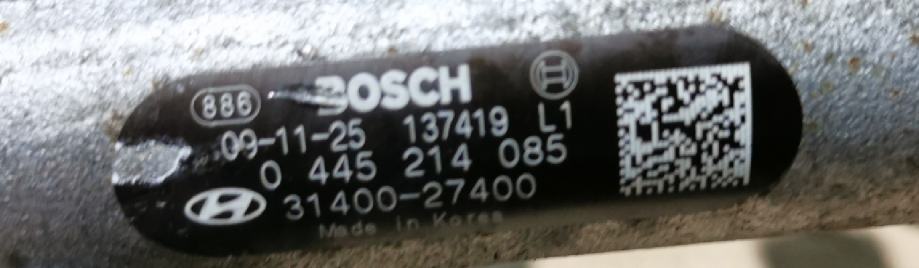 886 BOSCH
09-11-25 137419 L1
0 445 214 085
31400-27400
Made in Korea